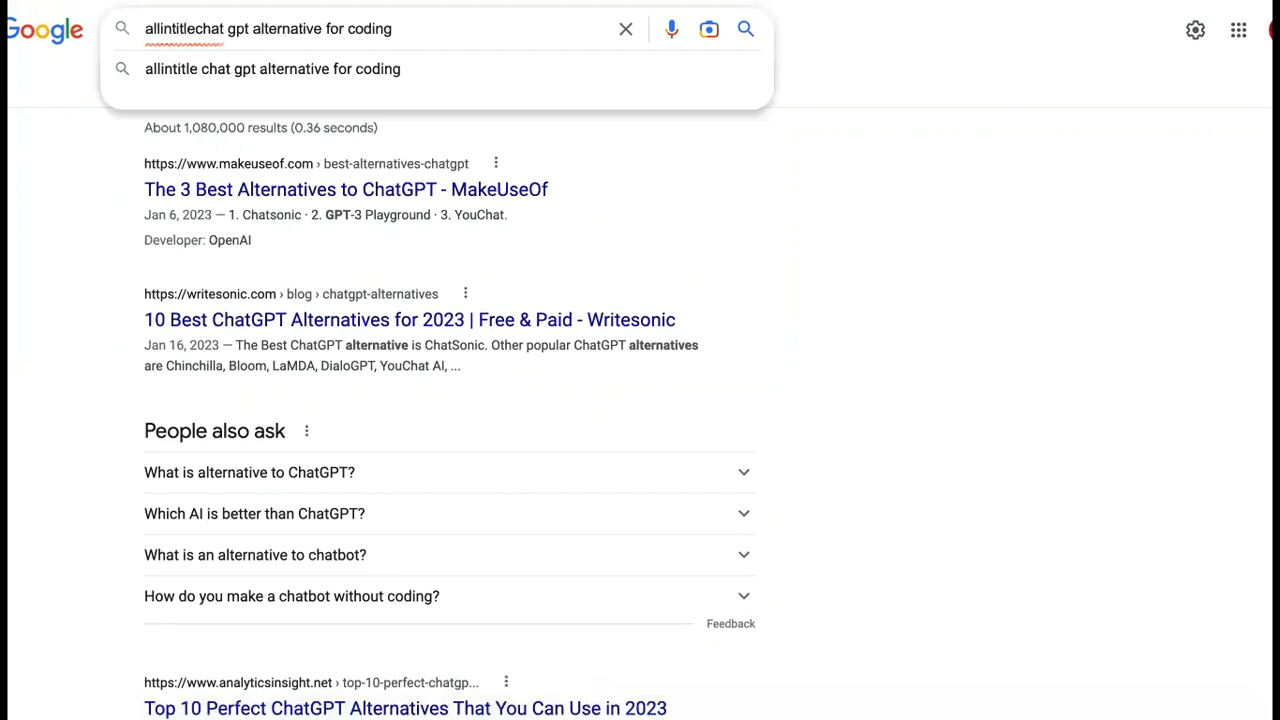 Google
allintitlechat gpt alternative for coding
allintitle chat gpt alternative for coding
About 1,080,000 results (0.36 seconds)
https://www.makeuseof.com › best-alternatives-chatgpt
The 3 Best Alternatives to ChatGPT - MakeUseOf
Jan 6, 2023 — 1. Chatsonic · 2. GPT-3 Playground · 3. YouChat.
Developer: OpenAI
https://writesonic.com › blog › chatgpt-alternatives
10 Best ChatGPT Alternatives for 2023 | Free & Paid - Writesonic
Jan 16, 2023 — The Best ChatGPT alternative is ChatSonic. Other popular ChatGPT alternatives
are Chinchilla, Bloom, LaMDA, DialoGPT, YouChat AI, ...
People also ask
What is alternative to ChatGPT?
Which AI is better than ChatGPT?
What is an alternative to chatbot?
How do you make a chatbot without coding?
Feedback
https://www.analyticsinsight.net › top-10-perfect-chatgp...
Top 10 Perfect ChatGPT Alternatives That You Can Use in 2023